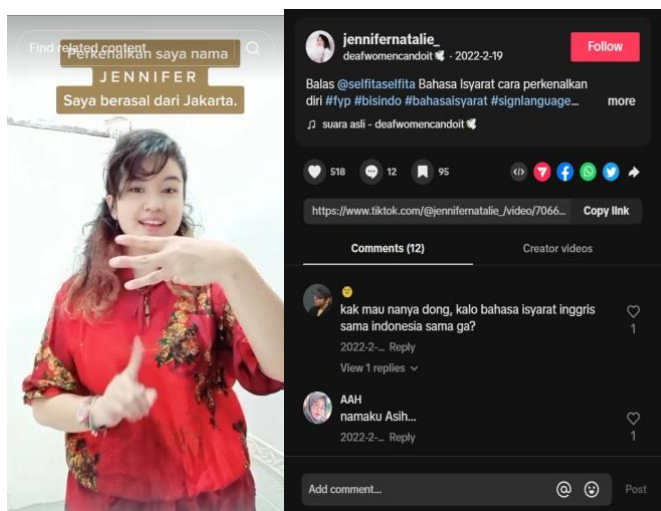 Find related content
Perkenalkan saya nama
J E N N I F E R
Saya berasal dari Jakarta.
jennifernatalie_
deafwomencandoit 🕊 · 2022-2-19
Follow
Balas @selfitaselfita Bahasa Isyarat cara perkenalkan
diri #fyp #bisindo #bahasaisyarat #signlanguage... more
♫ suara asli - deafwomencandoit 🕊
518 12 95
https://www.tiktok.com/@jennifernatalie_/video/7066... Copy link
Comments (12) Creator videos
kak mau nanya dong, kalo bahasa isyarat inggris
sama indonesia sama ga?
1
2022-2-... Reply
View 1 replies
AAH
namaku Asih...
1
2022-2-... Reply
Add comment... @ Post